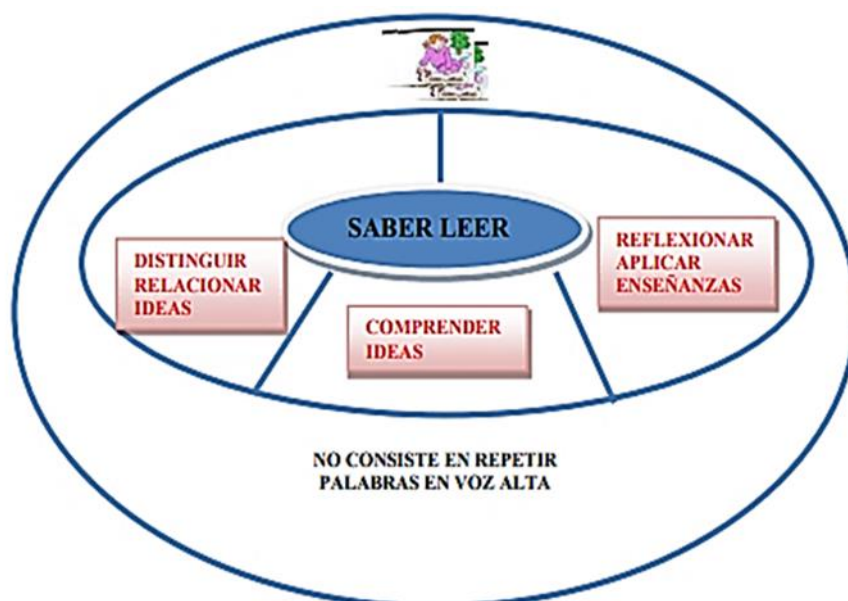 SABER LEER
DISTINGUIR
RELACIONAR
IDEAS
COMPRENDER
IDEAS
REFLEXIONAR
APLICAR
ENSEÑANZAS
NO CONSISTE EN REPETIR
PALABRAS EN VOZ ALTA